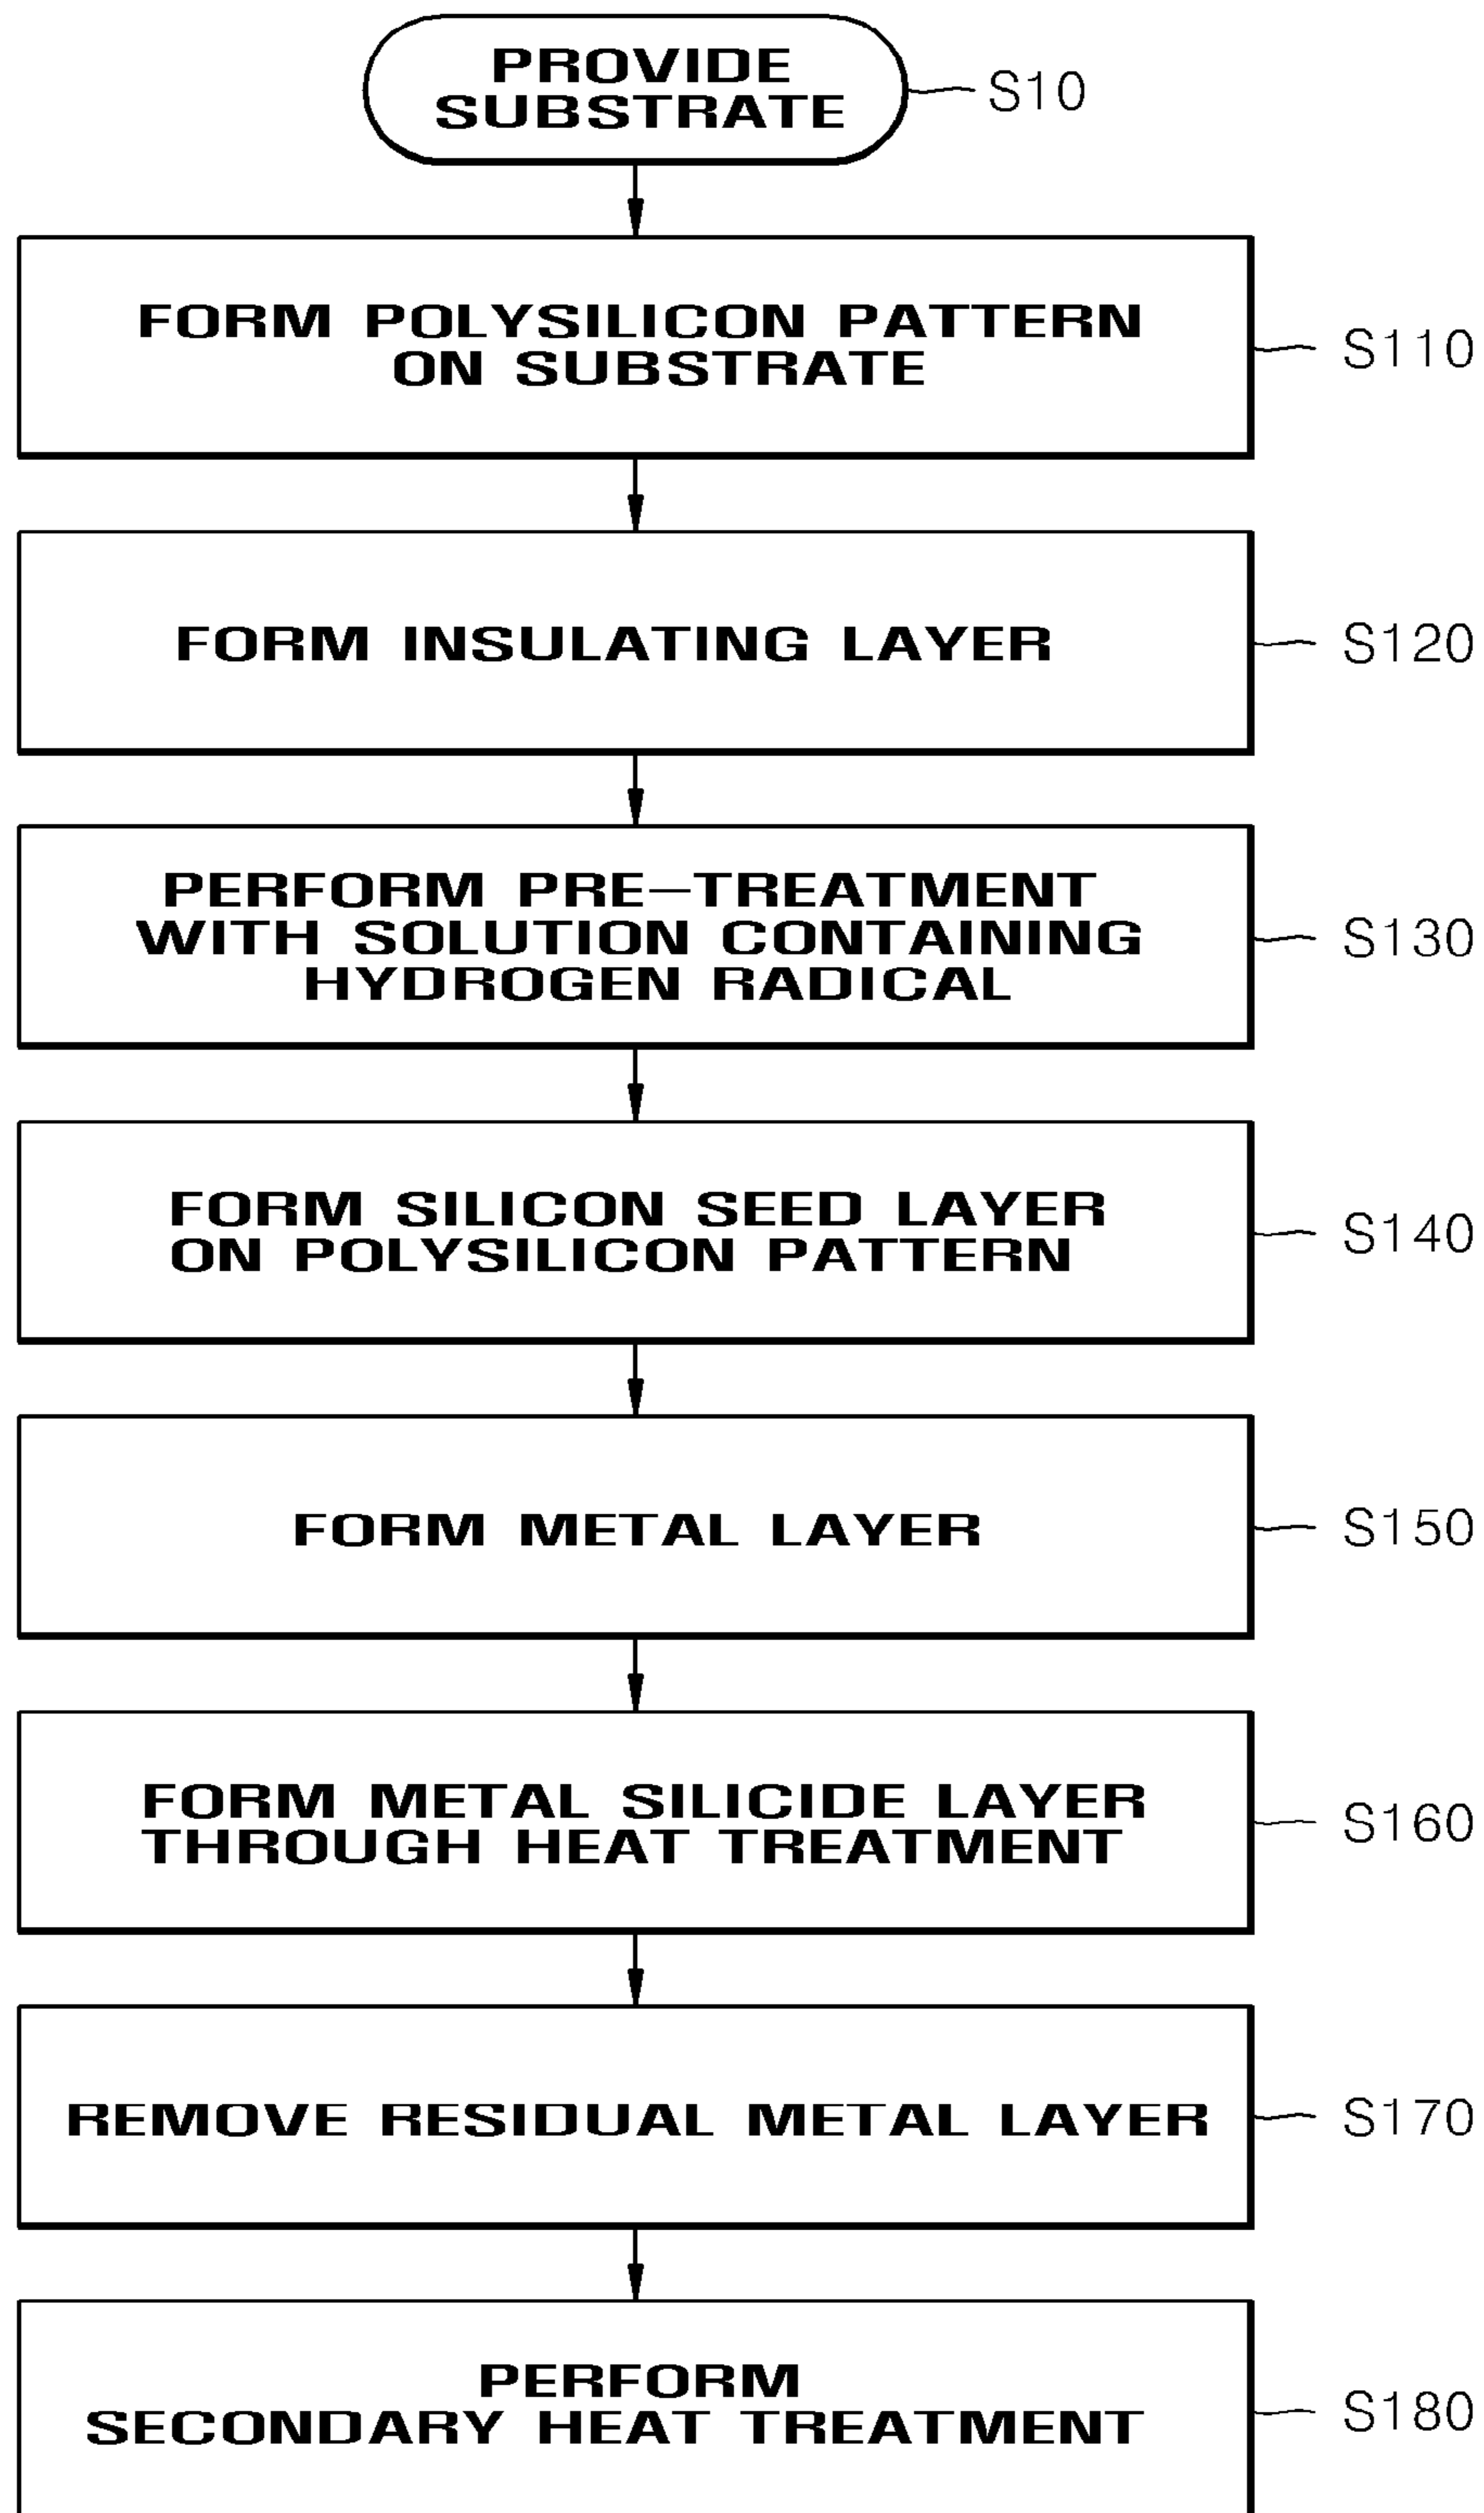 PROVIDE
SUBSTRATE
S10
FORM POLYSILICON PATTERN
ON SUBSTRATE
S110
FORM INSULATING LAYER
S120
PERFORM PRE-TREATMENT
WITH SOLUTION CONTAINING
HYDROGEN RADICAL
S130
FORM SILICON SEED LAYER
ON POLYSILICON PATTERN
S140
FORM METAL LAYER
S150
FORM METAL SILICIDE LAYER
THROUGH HEAT TREATMENT
S160
REMOVE RESIDUAL METAL LAYER
S170
PERFORM
SECONDARY HEAT TREATMENT
S180